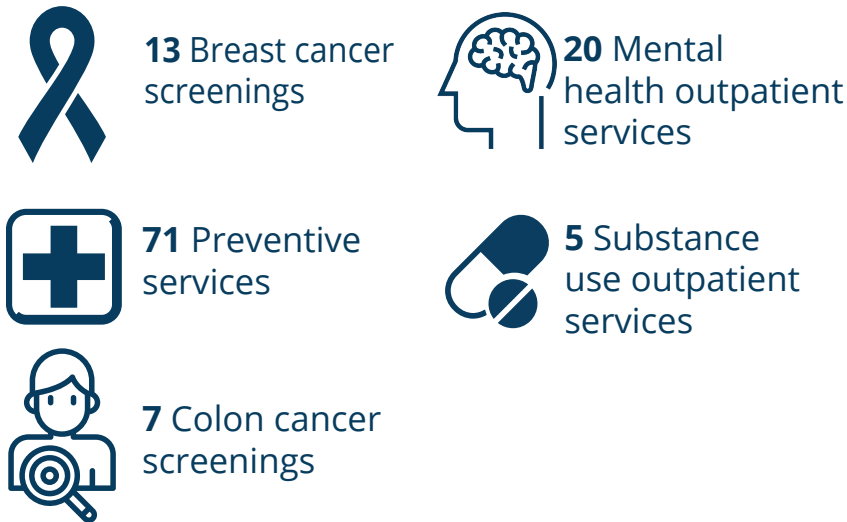 13 Breast cancer
screenings
20 Mental
health outpatient
services
71 Preventive
services
5 Substance
use outpatient
services
7 Colon cancer
screenings